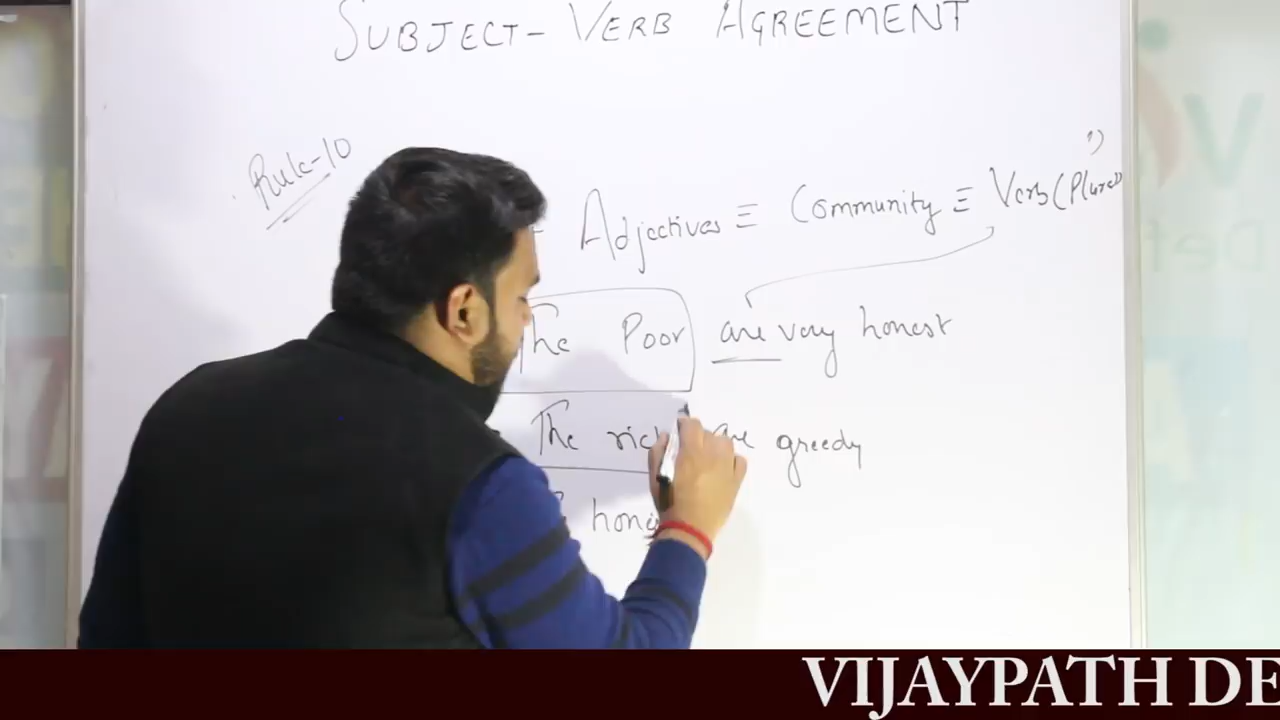 SUBJECT-VERB AGREEMENT
Rule-10
Adjectives ≡ Community ≡ Verb (Plural)
The Poor are very honest
The rich are greedy
VIJAYPATH DE